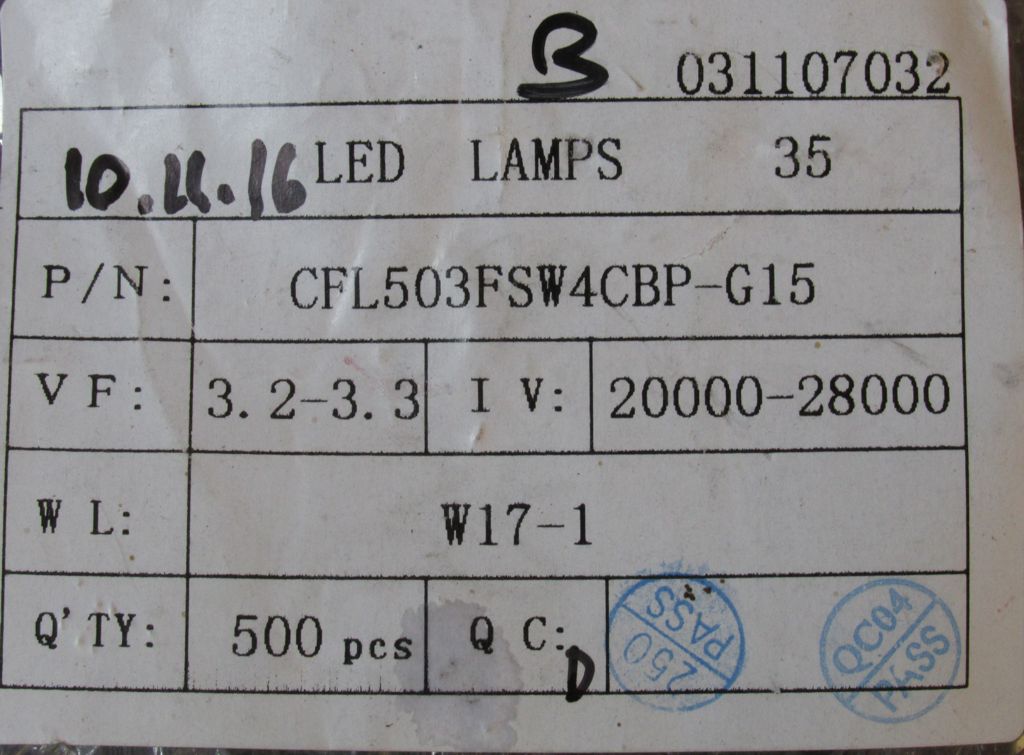 B 031107032
10.11.16 LED LAMPS 35
P/N: CFL503FSW4CBP-G15
VF: 3.2-3.3 IV: 20000-28000
WL: W17-1
Q'TY: 500 pcs QC: D
250 PASS
QC04 PASS